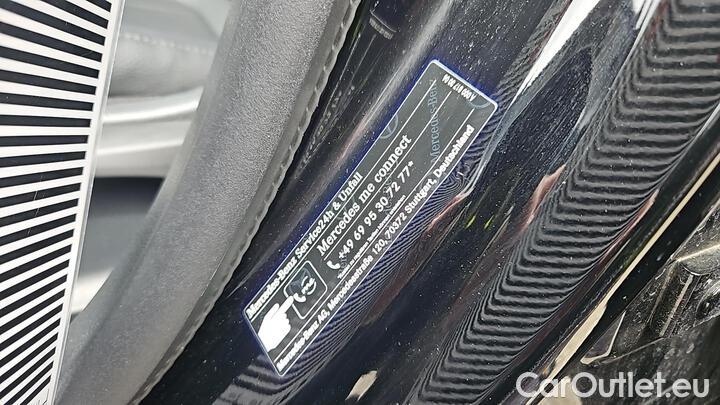 Mercedes-Benz Service24h & Unfall
Mercedes me connect
+49 69 95 30 72 77*
Mercedes-Benz AG, Mercedesstraße 120, 70372 Stuttgart, Deutschland
Mercedes-Benz
CarOutlet.eu